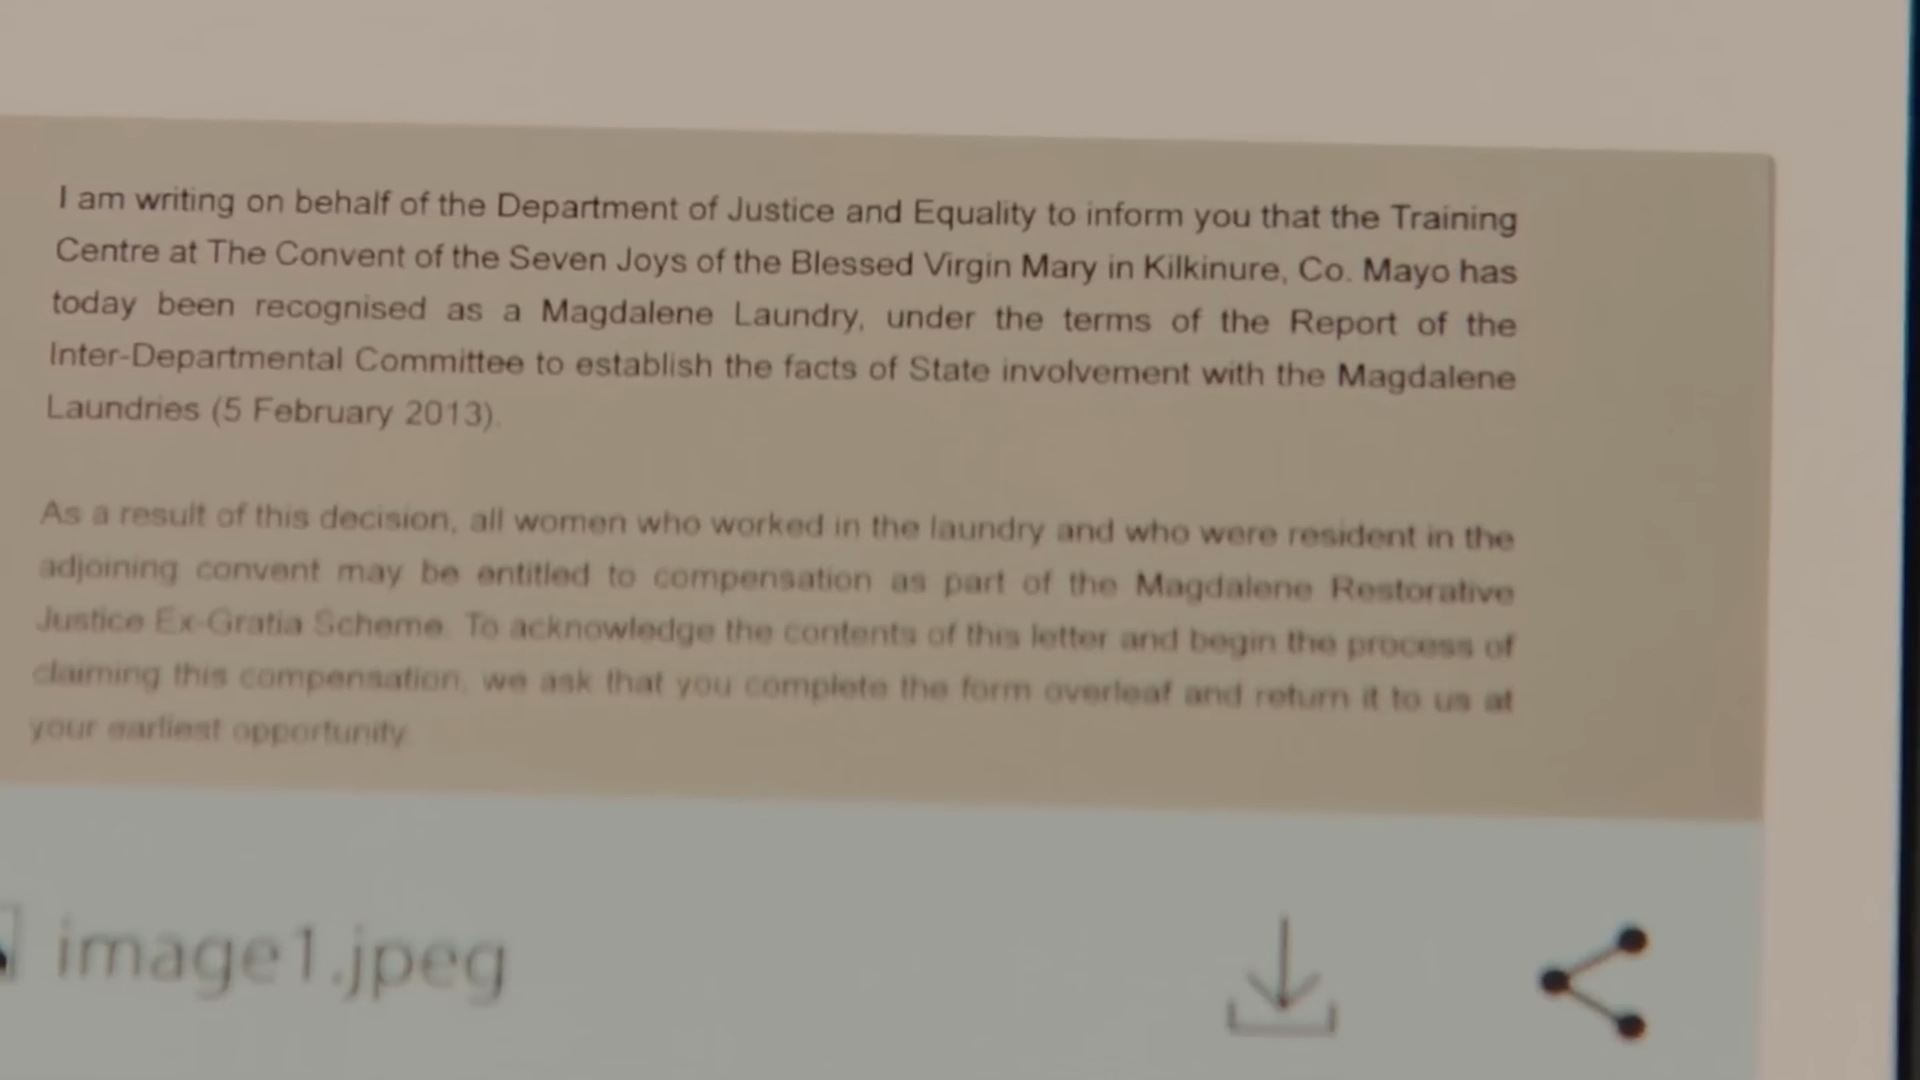 I am writing on behalf of the Department of Justice and Equality to inform you that the Training
Centre at The Convent of the Seven Joys of the Blessed Virgin Mary in Kilkinure, Co. Mayo has
today been recognised as a Magdalene Laundry, under the terms of the Report of the
Inter-Departmental Committee to establish the facts of State involvement with the Magdalene
Laundries (5 February 2013).
As a result of this decision, all women who worked in the laundry and who were resident in the
adjoining convent may be entitled to compensation as part of the Magdalene Restorative
Justice Ex-Gratia Scheme. To acknowledge the contents of this letter and begin the process of
claiming this compensation, we ask that you complete the form overleaf and return it to us at
your earliest opportunity.
image1.jpeg